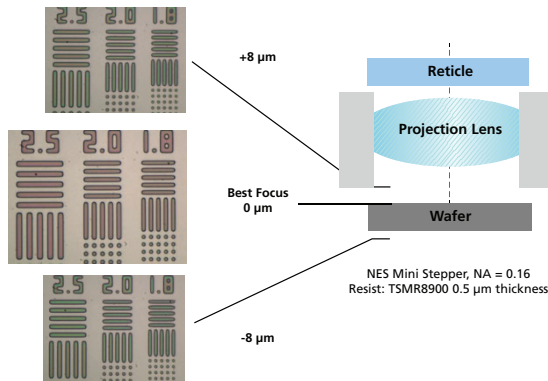 2.5 2.0 1.8
+8 µm
Reticle
Projection Lens
2.5 2.0 1.8
Best Focus
0 µm
Wafer
NES Mini Stepper, NA = 0.16
Resist: TSMR8900 0.5 µm thickness
2.5 2.0 1.8
-8 µm